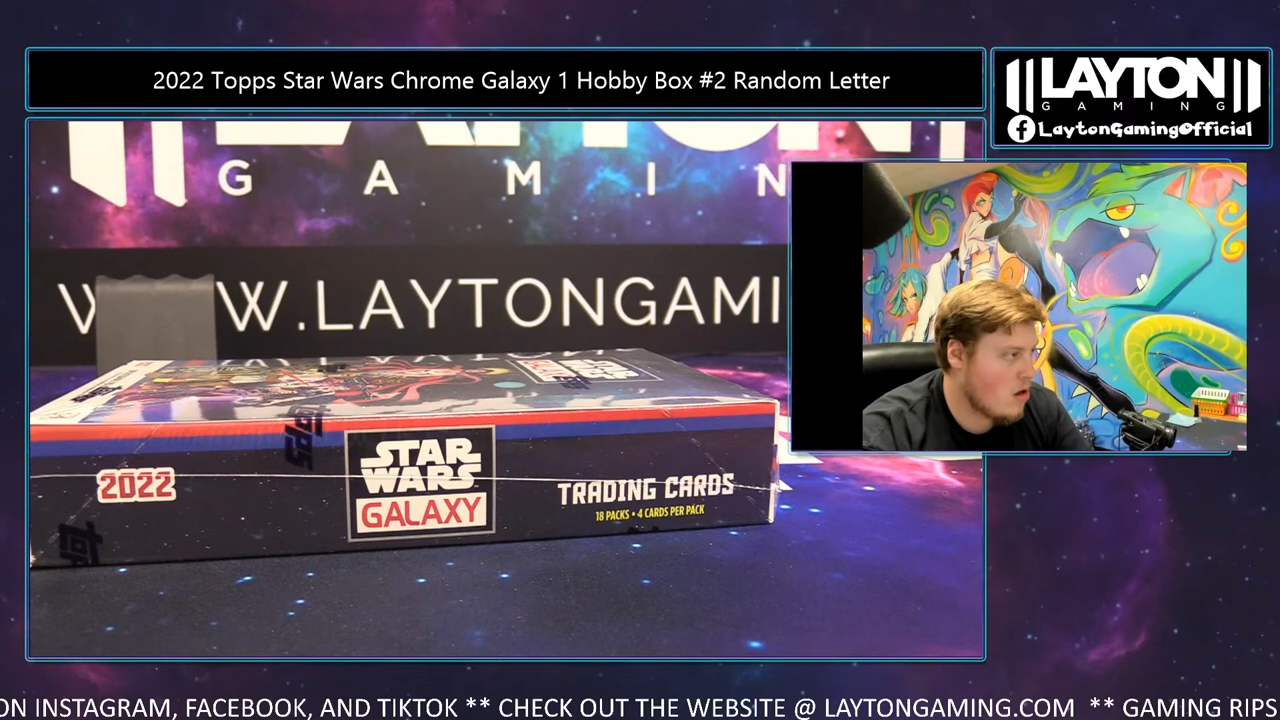 2022 Topps Star Wars Chrome Galaxy 1 Hobby Box #2 Random Letter
LAYTON
GAMING
LaytonGamingOfficial
GAMIN
WWW.LAYTONGAMI
2022
STAR
WARS
GALAXY
TRADING CARDS
18 PACKS • 4 CARDS PER PACK
ON INSTAGRAM, FACEBOOK, AND TIKTOK ** CHECK OUT THE WEBSITE @ LAYTONGAMING.COM ** GAMING RIPS